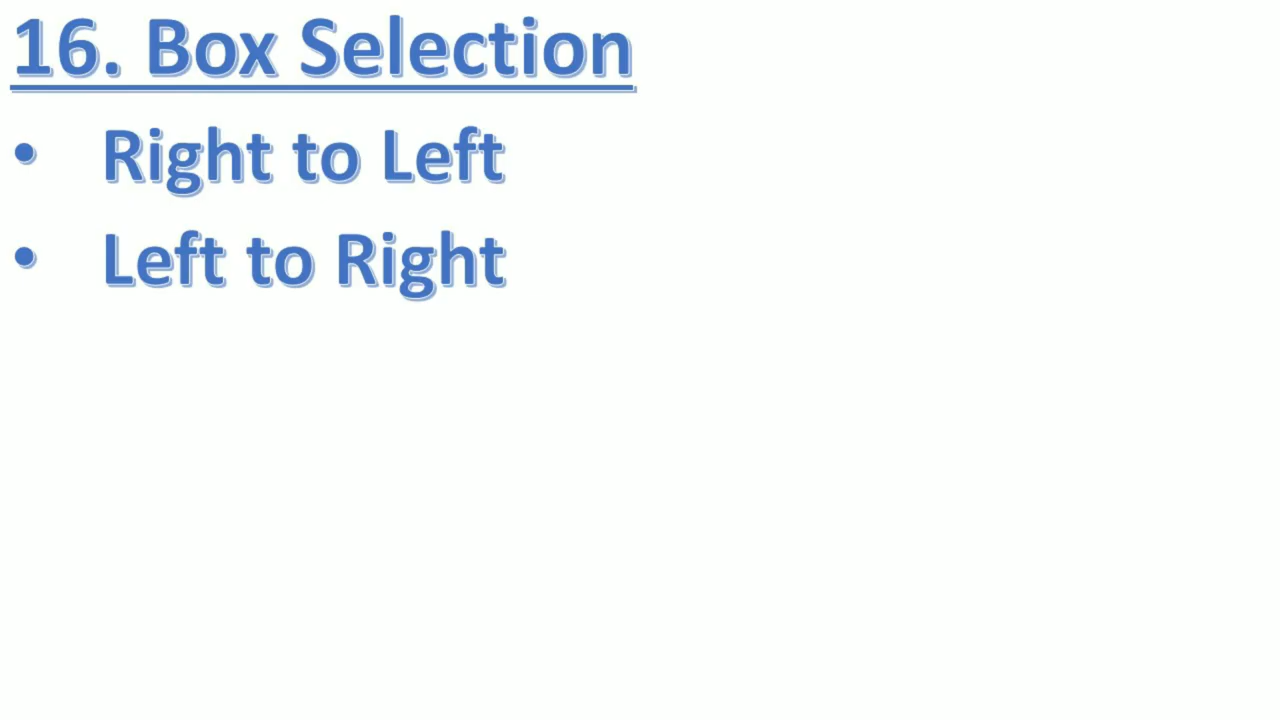 16. Box Selection
• Right to Left
• Left to Right